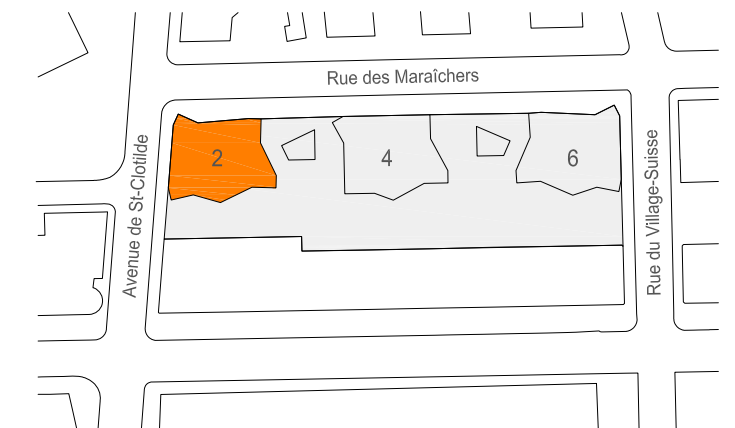 Rue des Maraîchers
2
4
6
Avenue de St-Clotilde
Rue du Village-Suisse